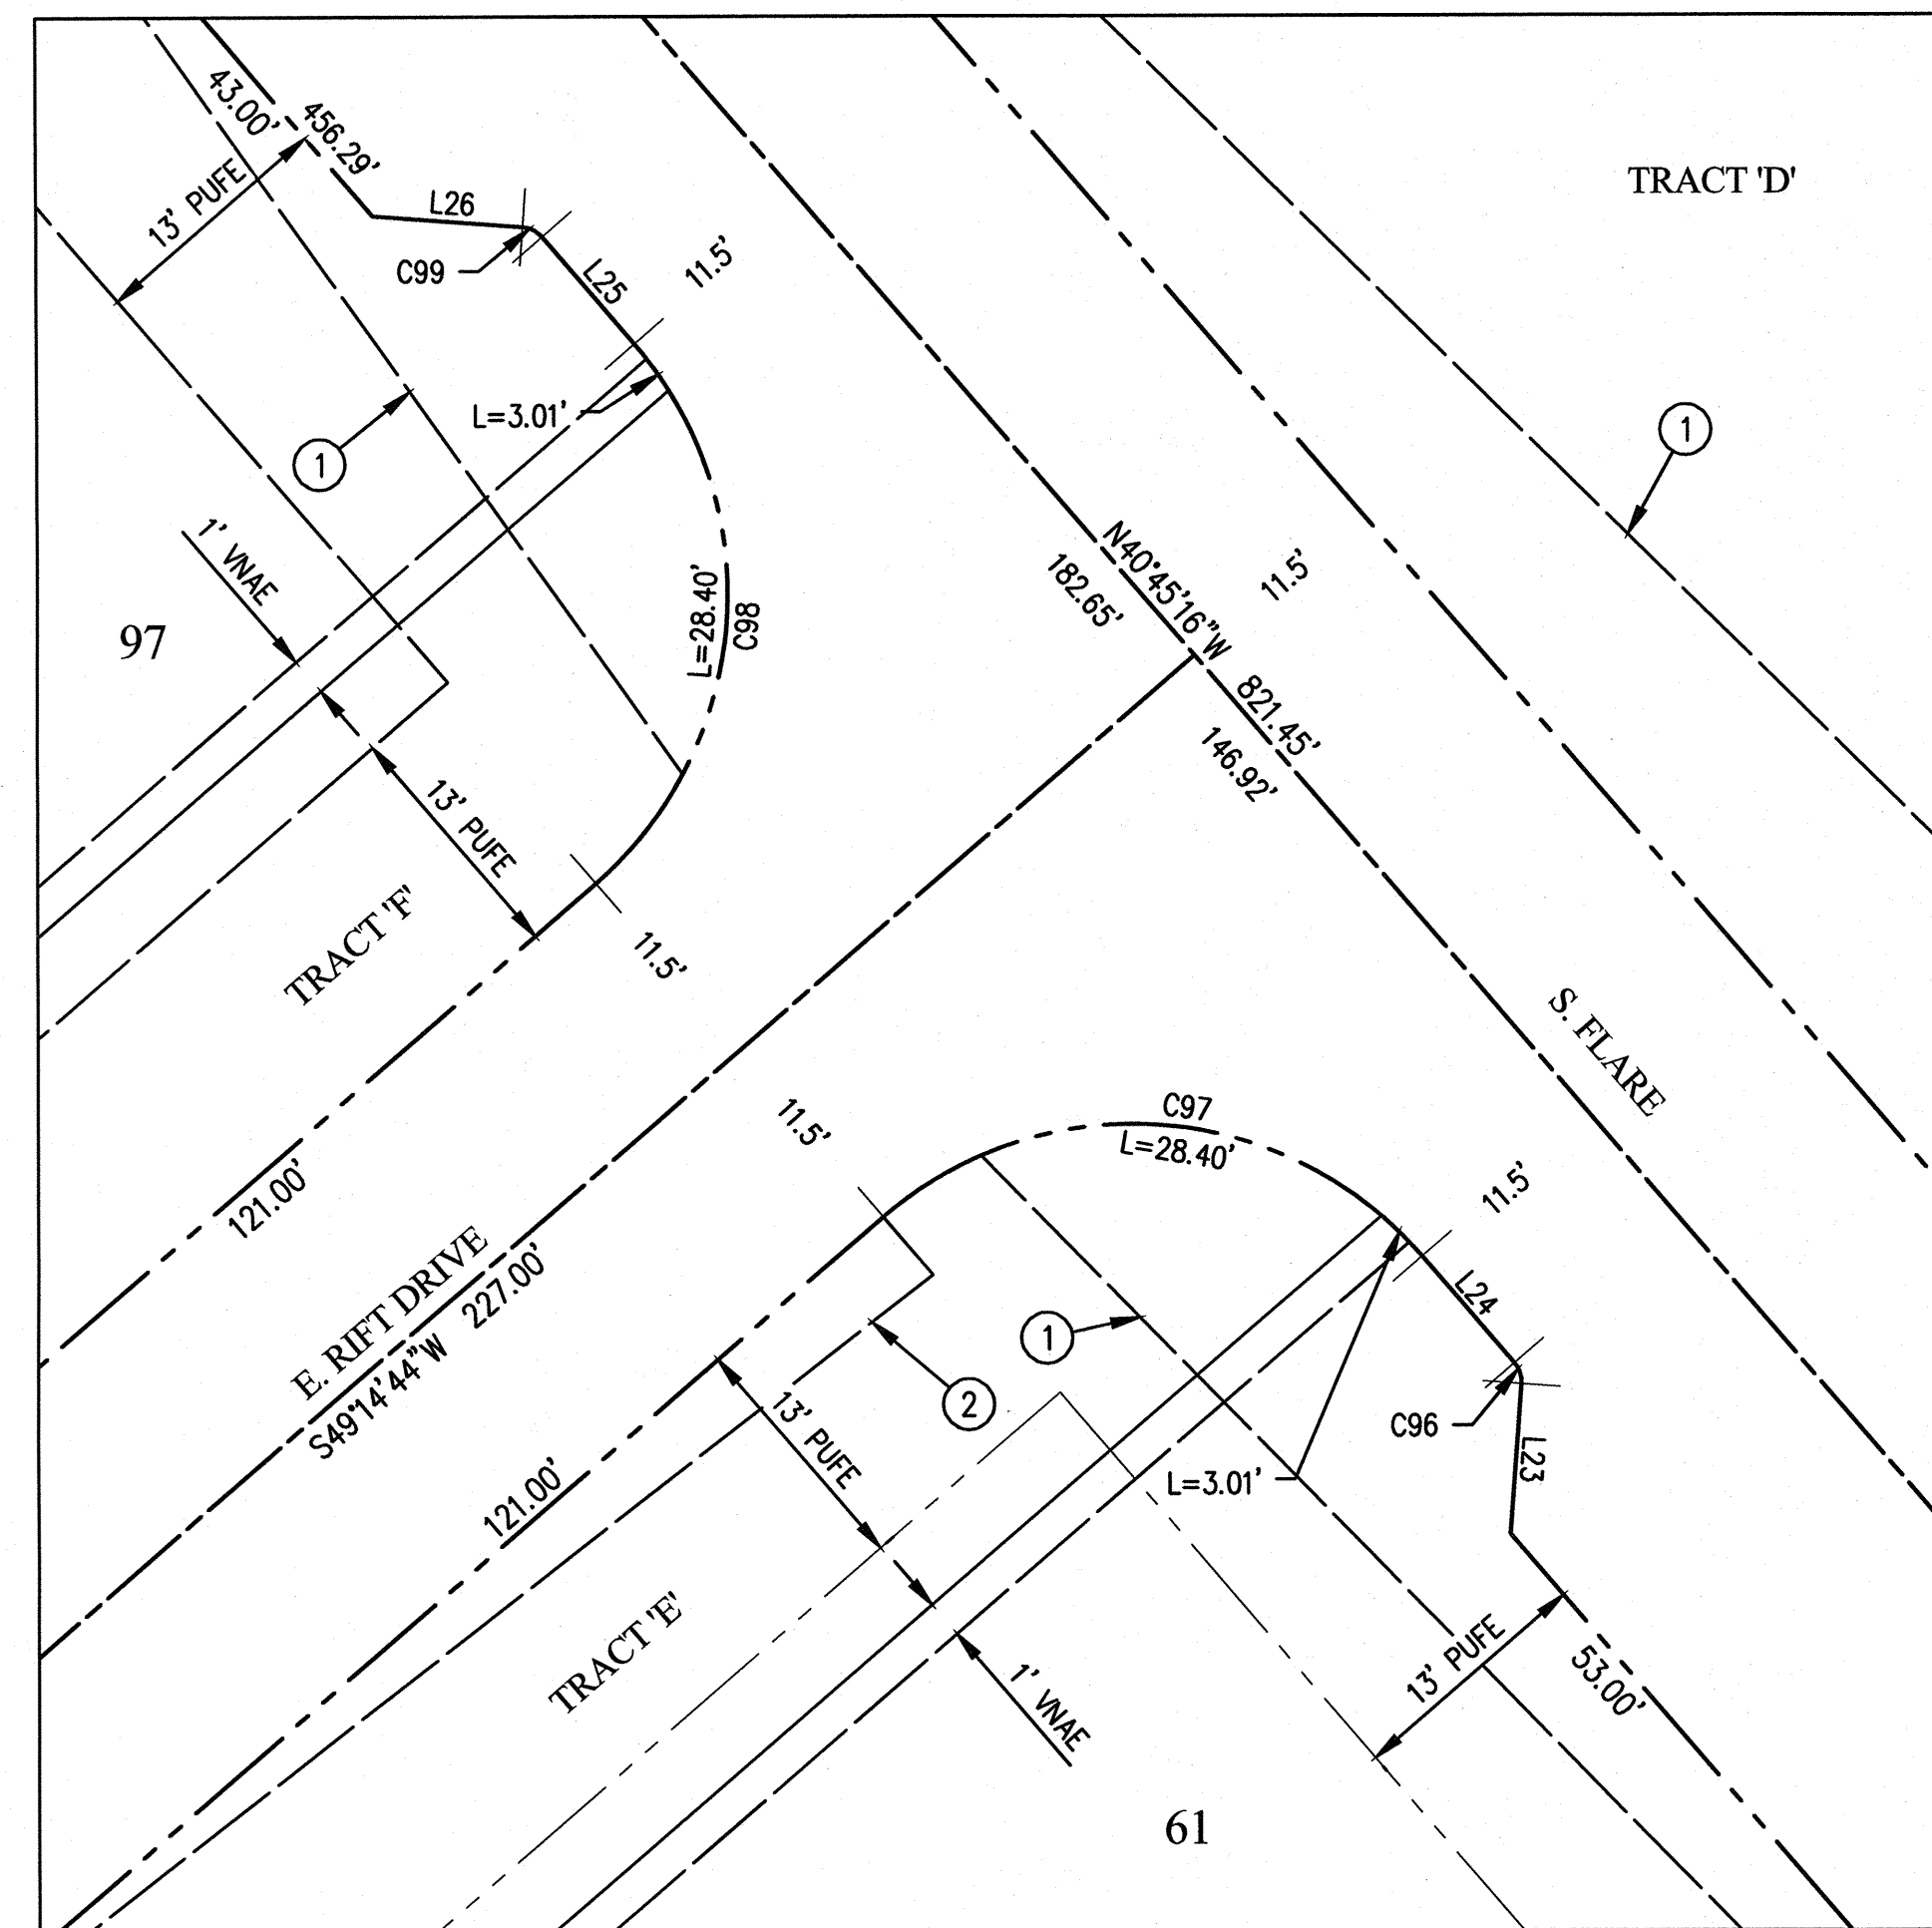 43.00'
456.29'
13' PUFE
L26
TRACT 'D'
C99
L25
11.5'
L=3.01'
1
1
1' VNAE
N40°45'16"W 821.45'
11.5'
182.65'
L=28.40'
C98
97
146.92'
13' PUFE
TRACT 'F'
11.5'
S. FLARE
C97
11.5'
L=28.40'
11.5'
121.00'
E. RIFT DRIVE
S49°14'44"W 227.00'
L24
1
2
13' PUFE
C96
L23
121.00'
L=3.01'
TRACT 'E'
13' PUFE
53.00'
1' VNAE
61